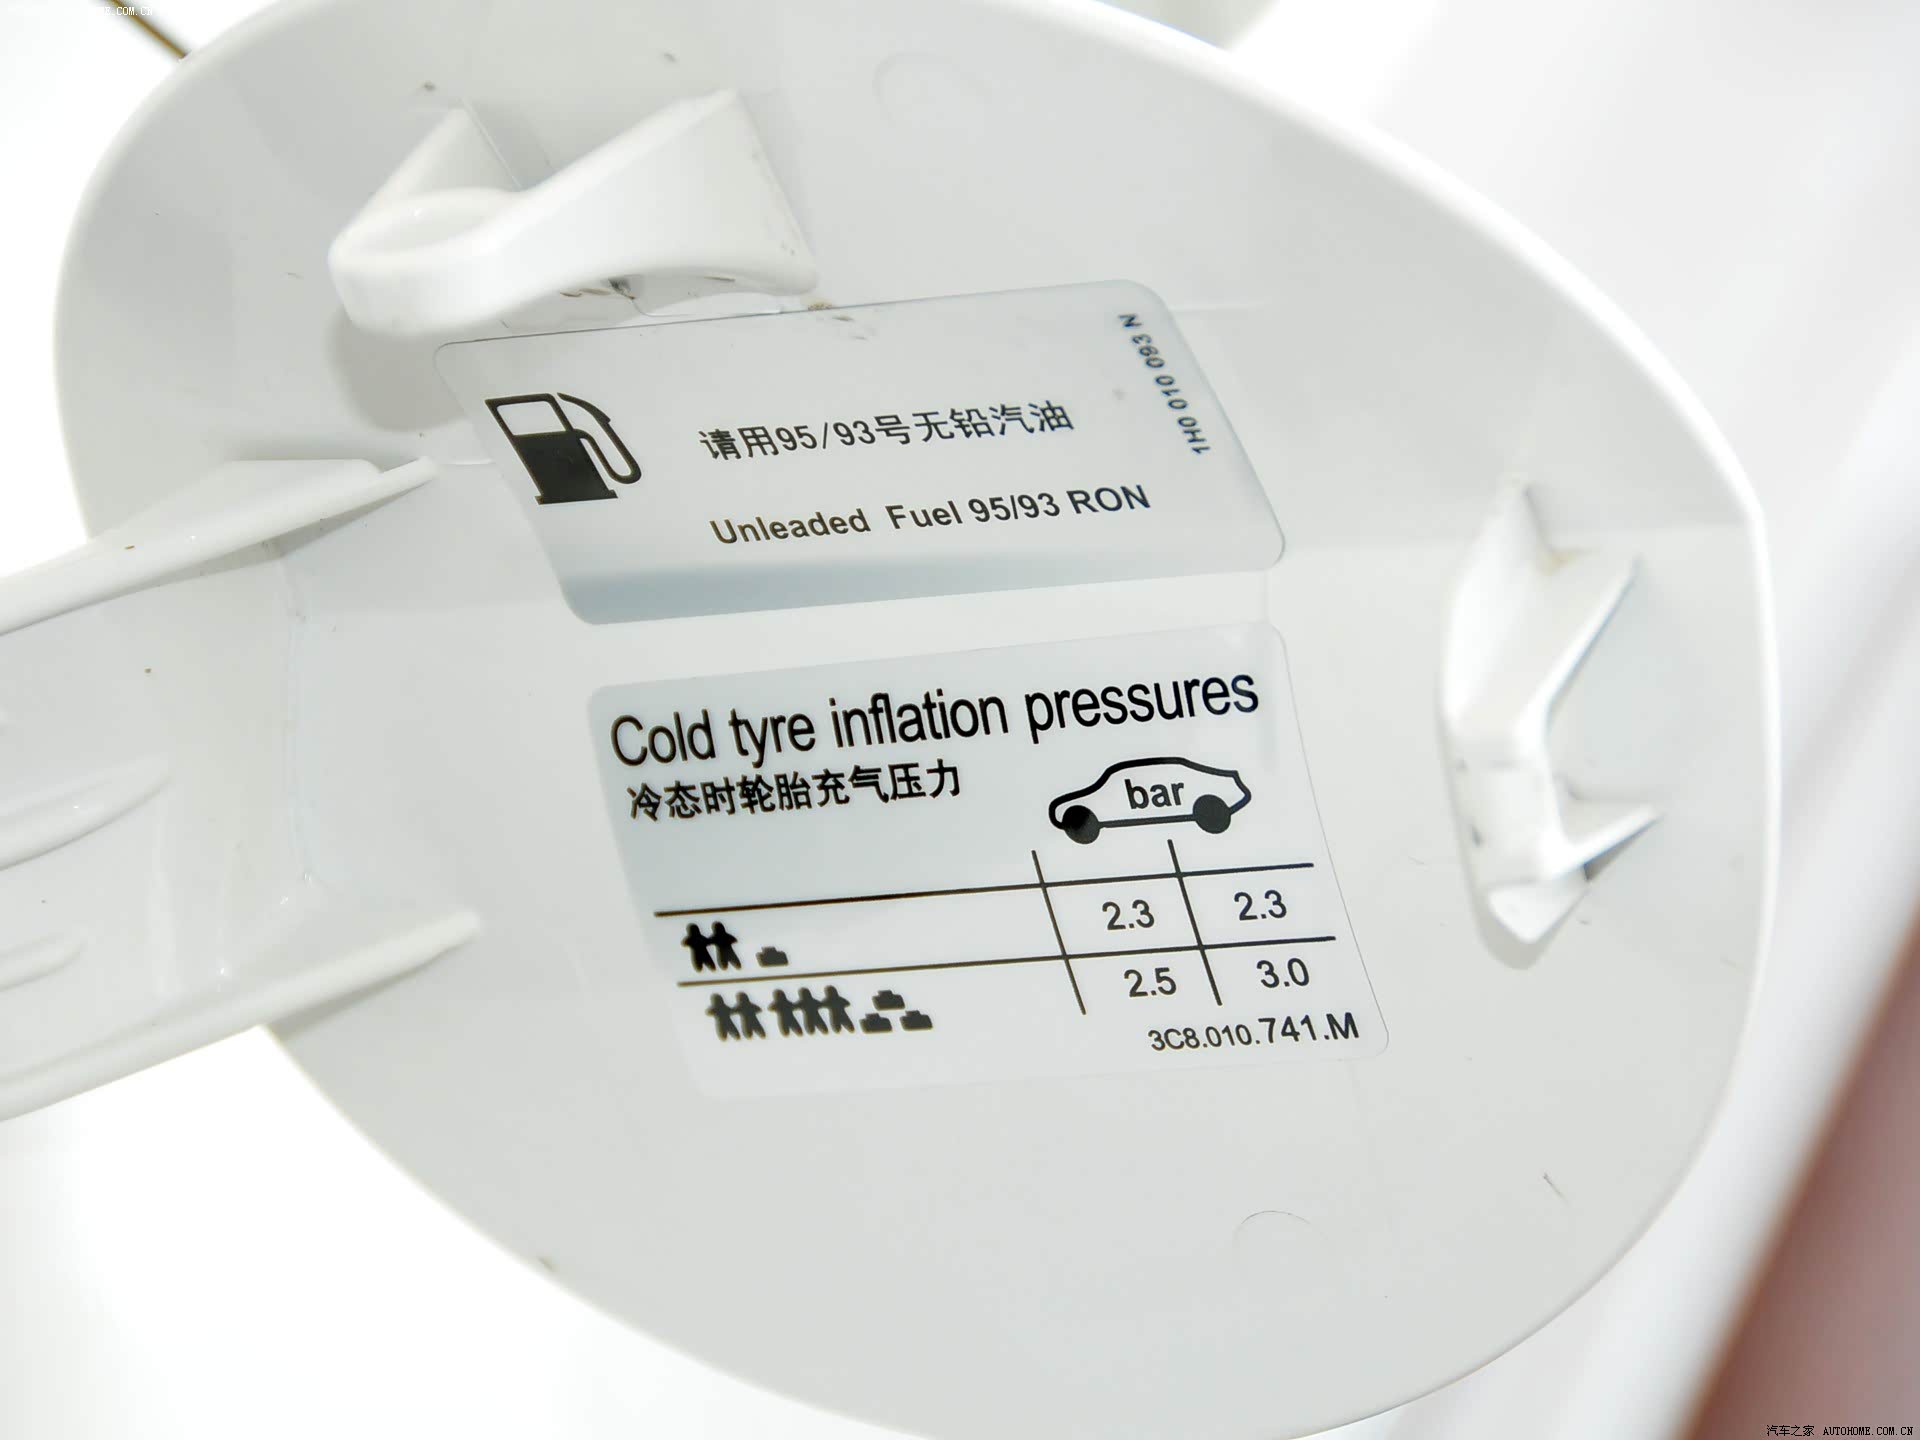 请用95/93号无铅汽油
Unleaded Fuel 95/93 RON
1H0 010 093 N
Cold tyre inflation pressures
冷态时轮胎充气压力
bar
2.3 2.3
2.5 3.0
3C8.010.741.M
汽车之家 AUTOHOME.COM.CN